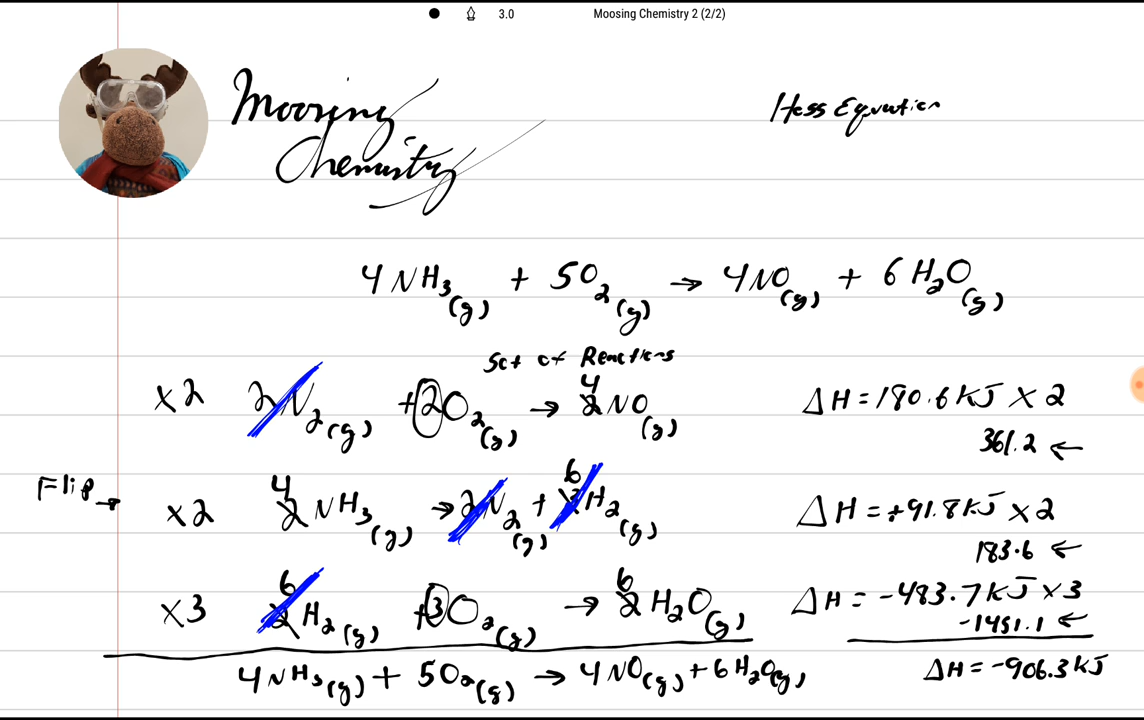 3.0 Moosing Chemistry 2 (2/2)
Moosing
Chemistry
Hess Equation
4NH₃(g) + 5O₂(g) → 4NO(g) + 6H₂O(g)
Set of Reactions
×2 2N₂(g) + 2O₂(g) → 4 2NO(g) ΔH = 180.6 kJ × 2
361.2 ←
Flip → ×2 4 2NH₃(g) → 2N₂(g) + 6 3H₂(g) ΔH = +91.8 kJ × 2
183.6 ←
×3 6 2H₂(g) + 3O₂(g) → 6 2H₂O(g) ΔH = -483.7 kJ × 3
-1451.1 ←
4NH₃(g) + 5O₂(g) → 4NO(g) + 6H₂O(g) ΔH = -906.3 kJ